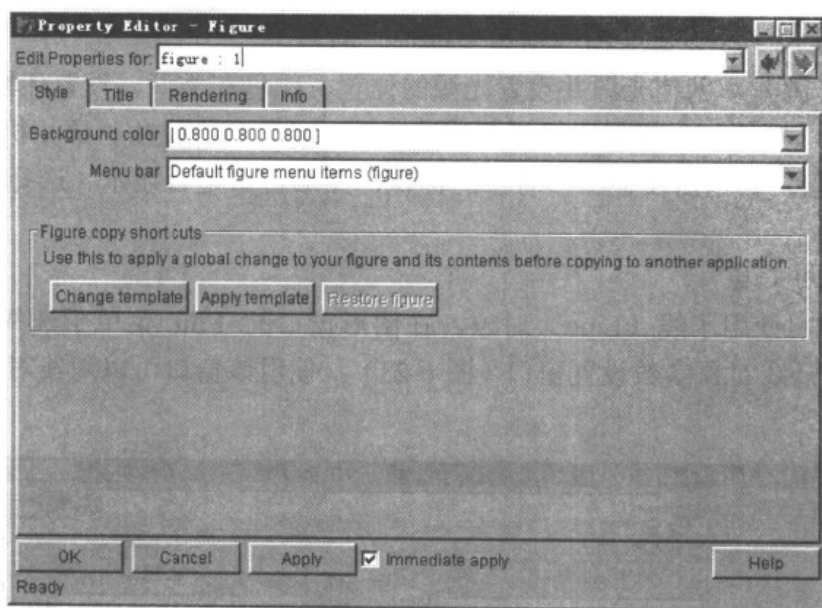 Property Editor - Figure
Edit Properties for: figure : 1
Style Title Rendering Info
Background color [ 0.800 0.800 0.800 ]
Menu bar Default figure menu items (figure)
Figure copy short cuts
Use this to apply a global change to your figure and its contents before copying to another application.
Change template Apply template Restore figure
OK Cancel Apply Immediate apply Help
Ready